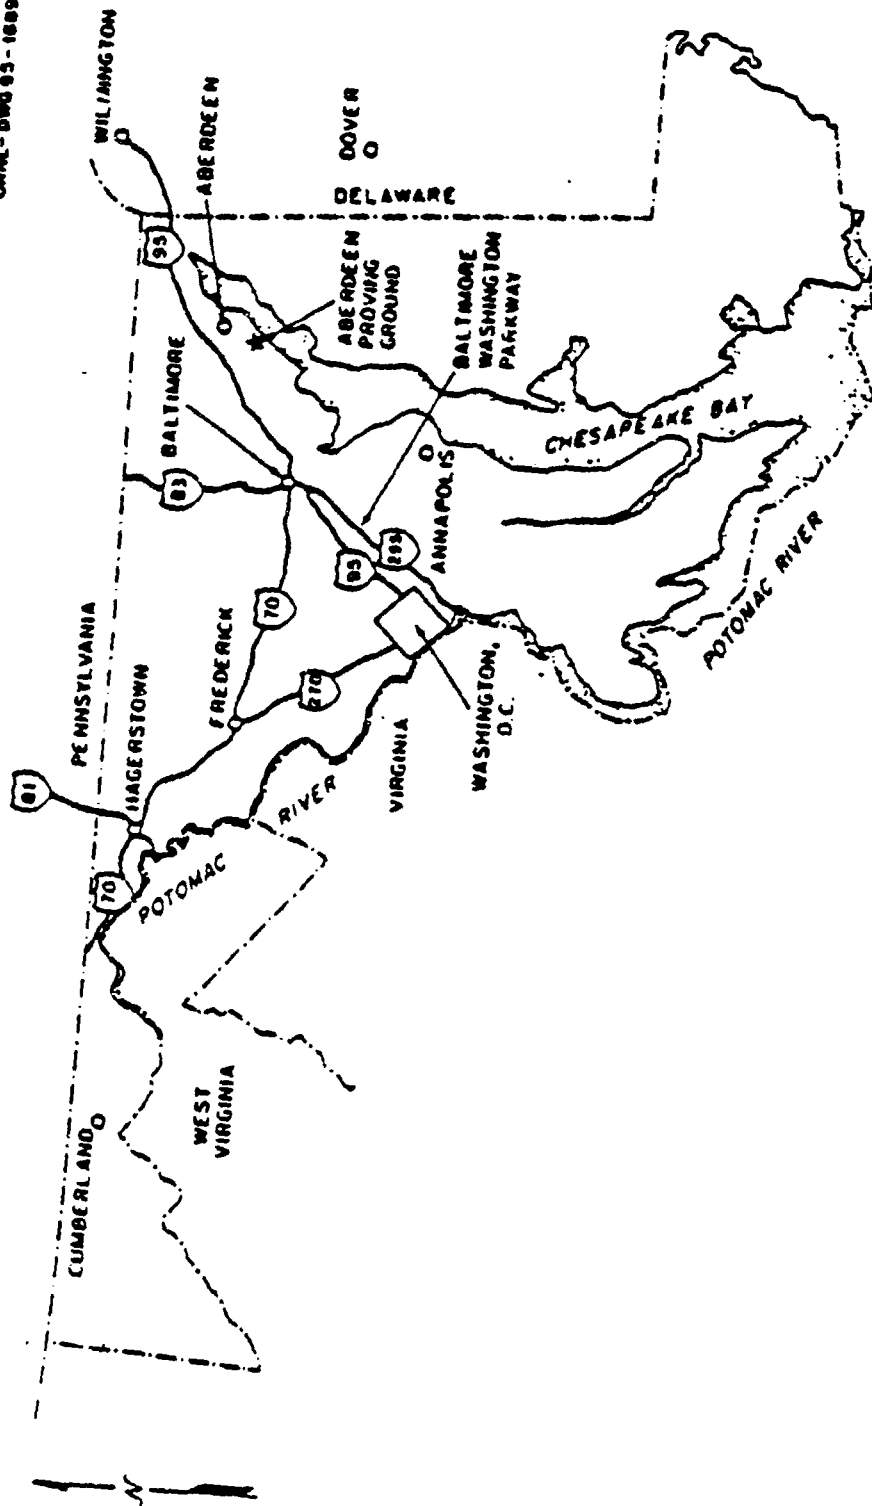 81
PENNSYLVANIA
CUMBERLAND
70
HAGERSTOWN
83
BALTIMORE
95
WILMINGTON
ABERDEEN
N
POTOMAC
RIVER
FREDERICK
70
WEST
VIRGINIA
270
ABERDEEN
PROVING
GROUND
DELAWARE
DOVER
95
295
VIRGINIA
ANNAPOLIS
BALTIMORE
WASHINGTON
PARKWAY
WASHINGTON,
D.C.
CHESAPEAKE BAY
POTOMAC RIVER